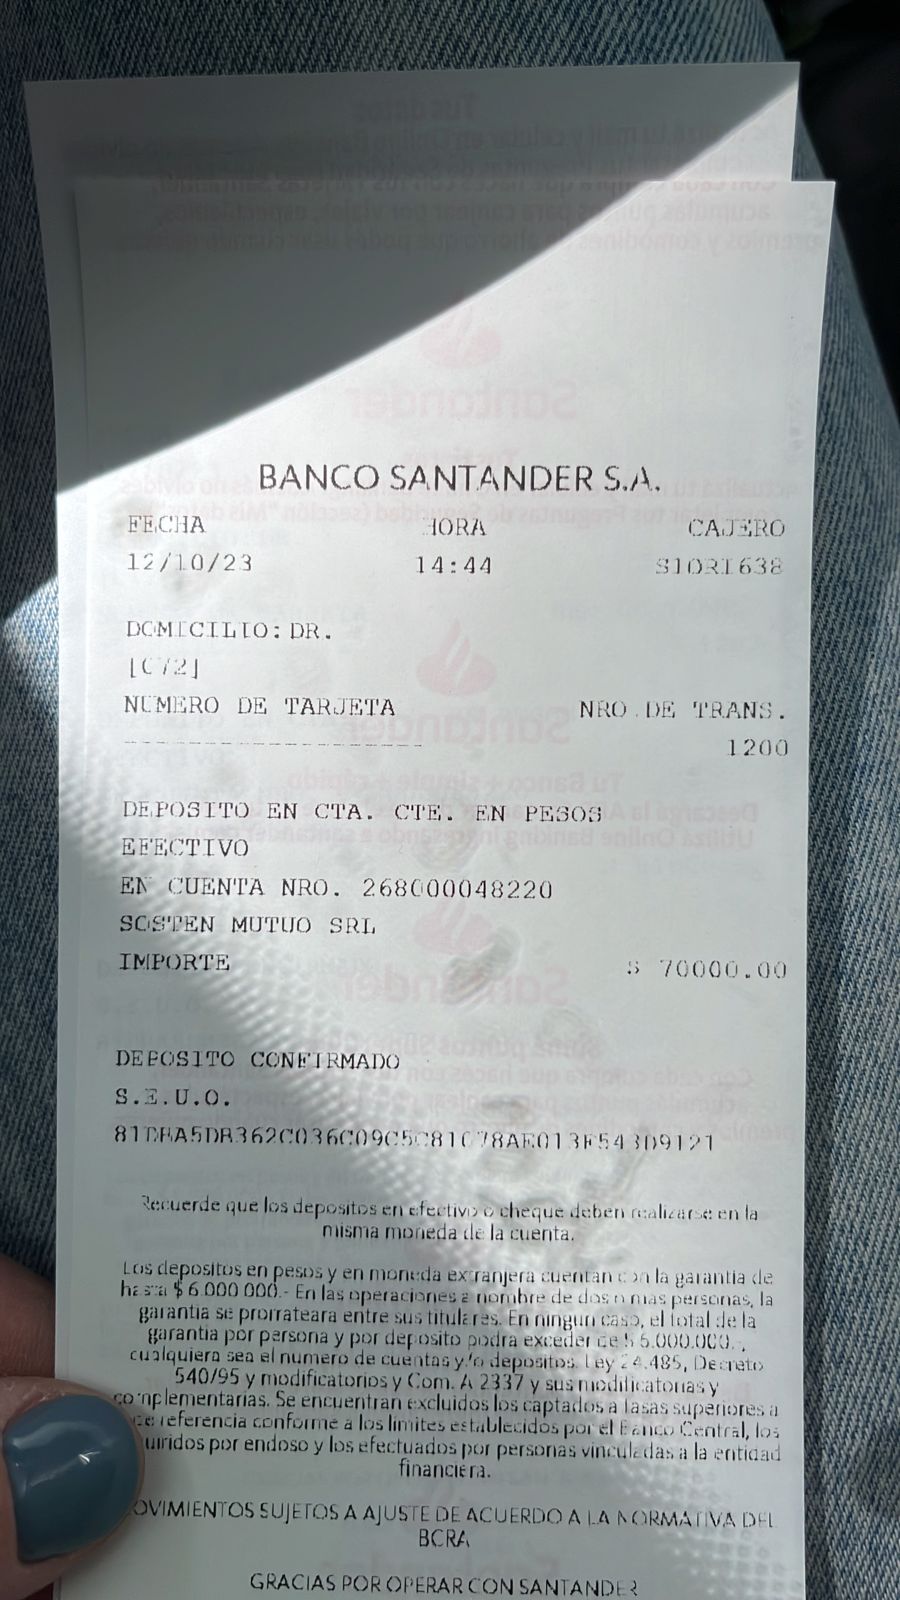 BANCO SANTANDER S.A.
FECHA HORA CAJERO
12/10/23 14:44 S1ORI638
DOMICILIO: DR.
[C72]
NUMERO DE TARJETA NRO. DE TRANS.
-------------------- 1200
DEPOSITO EN CTA. CTE. EN PESOS
EFECTIVO
EN CUENTA NRO. 268000048220
SOSTEN MUTUO SRL
IMPORTE $ 70000.00
DEPOSITO CONFIRMADO
S.E.U.O.
Recuerde que los depositos en efectivo o cheque deben realizarse en la
misma moneda de la cuenta.
Los depositos en pesos y en moneda extranjera cuentan con la garantia de
hasta $ 6.000.000.- En las operaciones a nombre de dos o mas personas, la
garantia se prorrateara entre sus titulares. En ningun caso, el total de la
garantia por persona y por deposito podra exceder de $ 6.000.000.-,
cualquiera sea el numero de cuentas y/o depositos. Ley 24.485, Decreto
540/95 y modificatorios y Com. A 2337 y sus modificatorias y
complementarias. Se encuentran excluidos los captados a tasas superiores a
de referencia conforme a los limites establecidos por el Banco Central, los
uiridos por endoso y los efectuados por personas vinculadas a la entidad
financiera.
OVIMIENTOS SUJETOS A AJUSTE DE ACUERDO A LA NORMATIVA DEL
BCRA
GRACIAS POR OPERAR CON SANTANDER